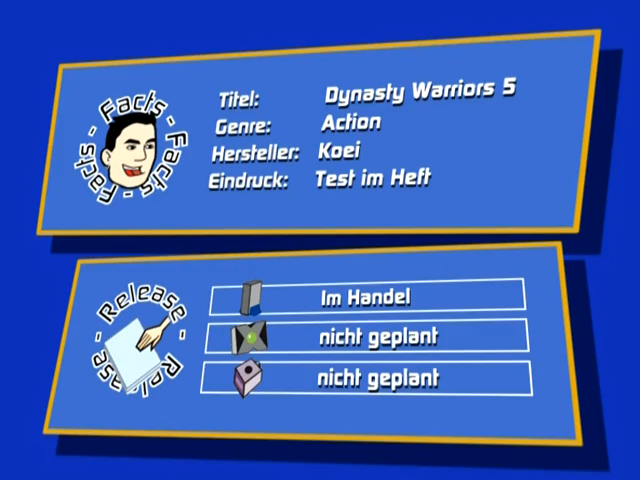 - Facts - Facts - Facts
Titel: Dynasty Warriors 5
Genre: Action
Hersteller: Koei
Eindruck: Test im Heft
- Release - Release
Im Handel
nicht geplant
nicht geplant